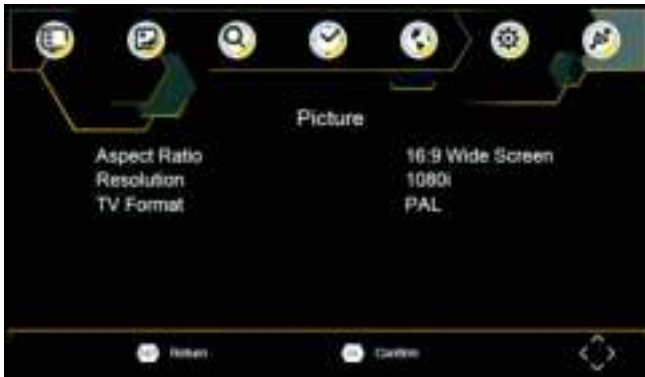 Picture
Aspect Ratio 16:9 Wide Screen
Resolution 1080i
TV Format PAL
Return Confirm